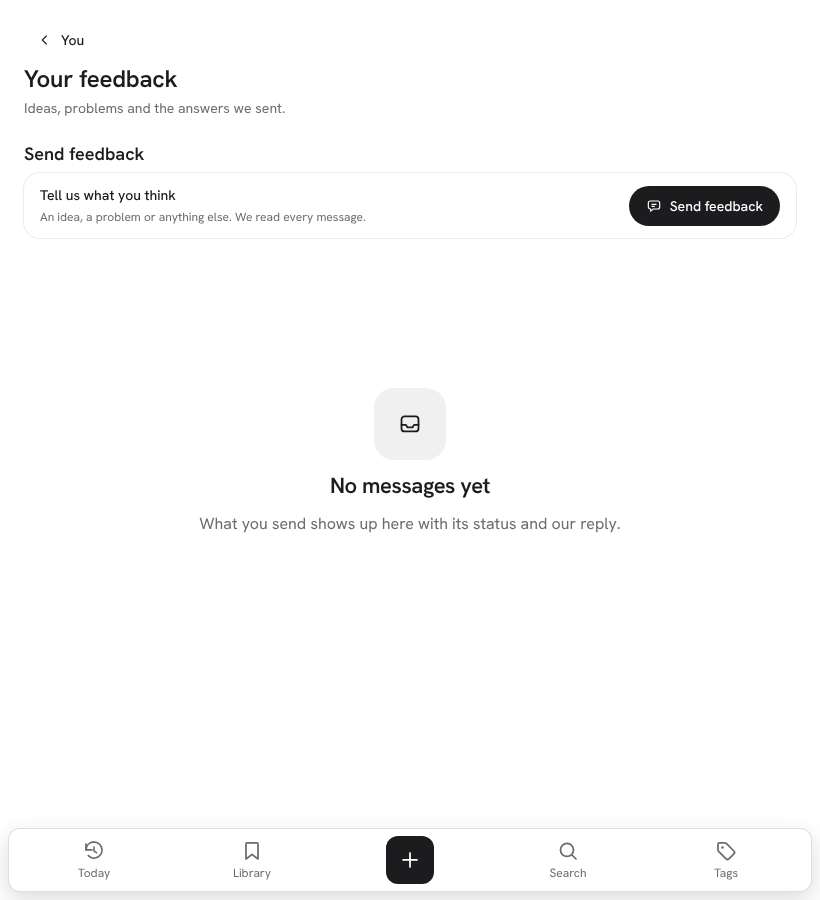 You
Your feedback
Ideas, problems and the answers we sent.
Send feedback
Tell us what you think
An idea, a problem or anything else. We read every message.
Send feedback
No messages yet
What you send shows up here with its status and our reply.
Today
Library
Search
Tags